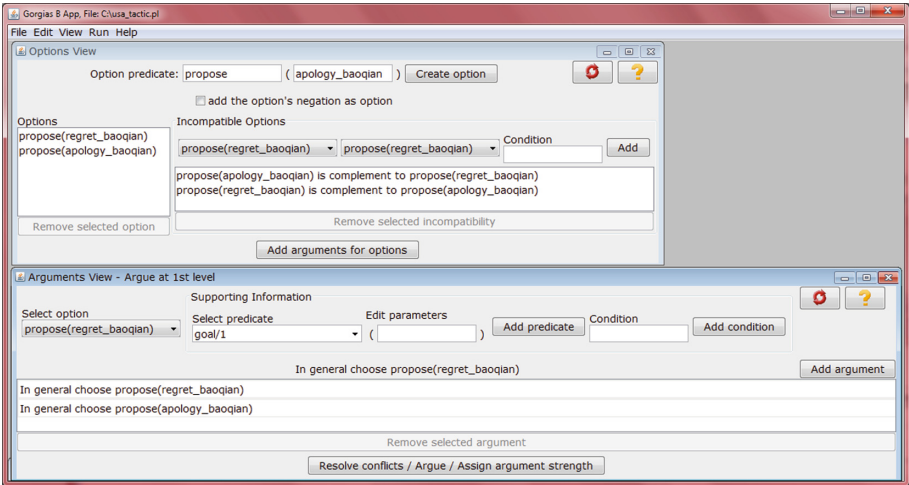 Gorgias B App, File: C:\usa_tactic.pl
File Edit View Run Help
Options View
Option predicate: propose ( apology_baoqian ) Create option
add the option's negation as option
Options
propose(regret_baoqian)
propose(apology_baoqian)
Remove selected option
Incompatible Options
propose(regret_baoqian) propose(regret_baoqian) Condition Add
propose(apology_baoqian) is complement to propose(regret_baoqian)
propose(regret_baoqian) is complement to propose(apology_baoqian)
Remove selected incompatibility
Add arguments for options
Arguments View - Argue at 1st level
Select option
propose(regret_baoqian)
Supporting Information
Select predicate Edit parameters Condition
goal/1 ( ) Add predicate Add condition
In general choose propose(regret_baoqian) Add argument
In general choose propose(regret_baoqian)
In general choose propose(apology_baoqian)
Remove selected argument
Resolve conflicts / Argue / Assign argument strength